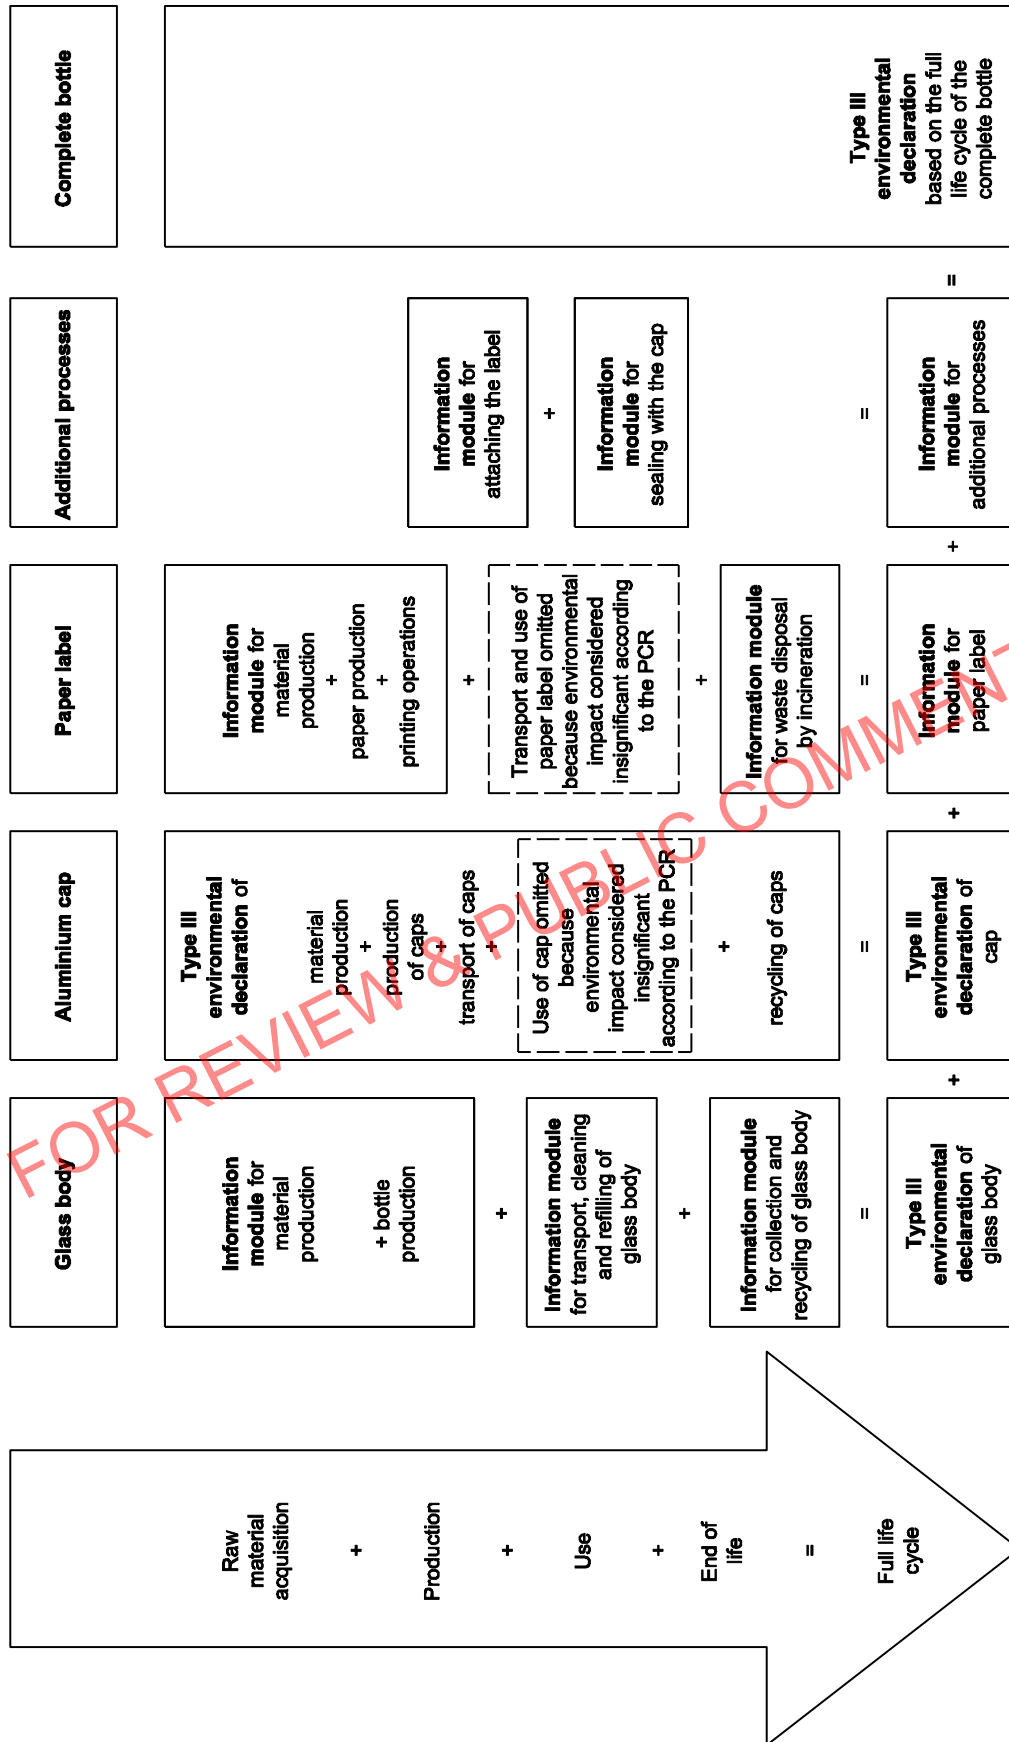 Raw
material
acquisition
+
Production
+
Use
+
End of
life
=
Full life
cycle
Glass body
Information
module for
material
production
+ bottle
production
+
Information module
for transport, cleaning
and refilling of
glass body
+
Information module
for collection and
recycling of glass body
=
Type III
environmental
declaration of
glass body
+
Aluminium cap
Type III
environmental
declaration of
material
production
+
production
of caps
+
transport of caps
+
Use of cap omitted
because
environmental
impact considered
insignificant
according to the PCR
+
recycling of caps
=
Type III
environmental
declaration of
cap
+
Paper label
Information
module for
material
production
+
paper production
+
printing operations
+
Transport and use of
paper label omitted
because environmental
impact considered
insignificant according
to the PCR
+
Information module
for waste disposal
by incineration
=
Information
module for
paper label
+
Additional processes
Information
module for
attaching the label
+
Information
module for
sealing with the cap
=
Information
module for
additional processes
=
Complete bottle
Type III
environmental
declaration
based on the full
life cycle of the
complete bottle
FOR REVIEW & PUBLIC COMMENT